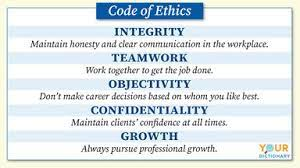 Code of Ethics
INTEGRITY
Maintain honesty and clear communication in the workplace.
TEAMWORK
Work together to get the job done.
OBJECTIVITY
Don't make career decisions based on whom you like best.
CONFIDENTIALITY
Maintain clients' confidence at all times.
GROWTH
Always pursue professional growth.
YOUR
DICTIONARY